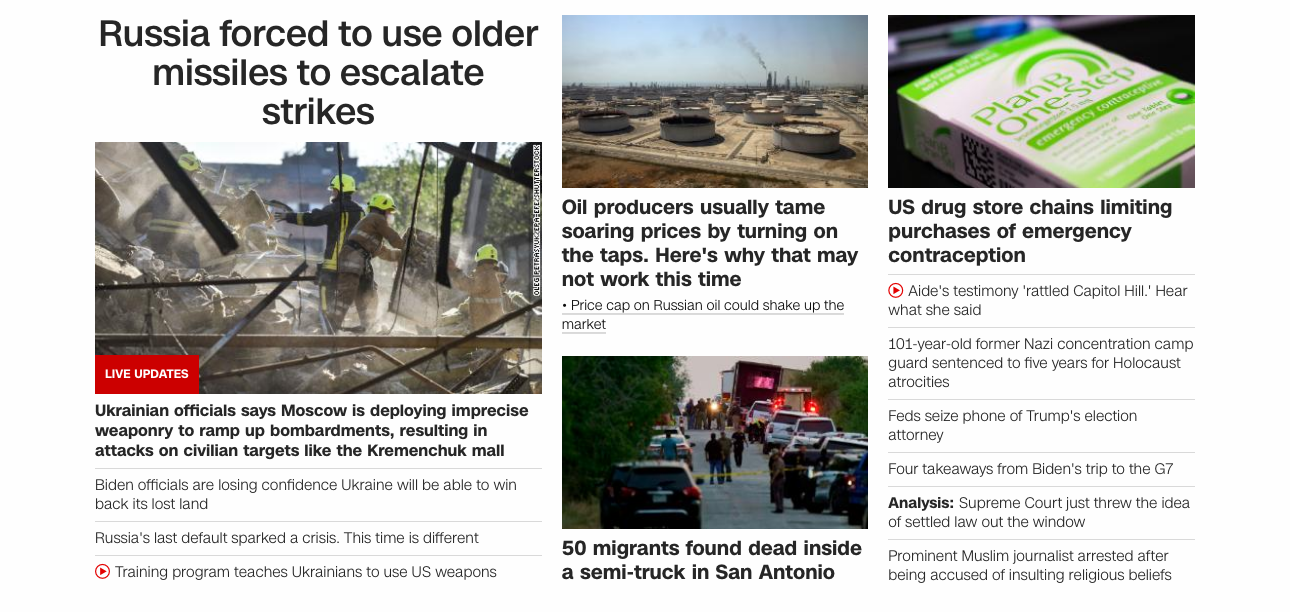 Russia forced to use older
missiles to escalate
strikes
OLEG PETRASYUK/EPA-EFE/SHUTTERSTOCK
LIVE UPDATES
Ukrainian officials says Moscow is deploying imprecise
weaponry to ramp up bombardments, resulting in
attacks on civilian targets like the Kremenchuk mall
Biden officials are losing confidence Ukraine will be able to win
back its lost land
Russia's last default sparked a crisis. This time is different
Training program teaches Ukrainians to use US weapons
Oil producers usually tame
soaring prices by turning on
the taps. Here's why that may
not work this time
• Price cap on Russian oil could shake up the
market
50 migrants found dead inside
a semi-truck in San Antonio
PlanB
One-Step
emergency contraceptive
One Tablet
One Step
US drug store chains limiting
purchases of emergency
contraception
Aide's testimony 'rattled Capitol Hill.' Hear
what she said
101-year-old former Nazi concentration camp
guard sentenced to five years for Holocaust
atrocities
Feds seize phone of Trump's election
attorney
Four takeaways from Biden's trip to the G7
Analysis: Supreme Court just threw the idea
of settled law out the window
Prominent Muslim journalist arrested after
being accused of insulting religious beliefs